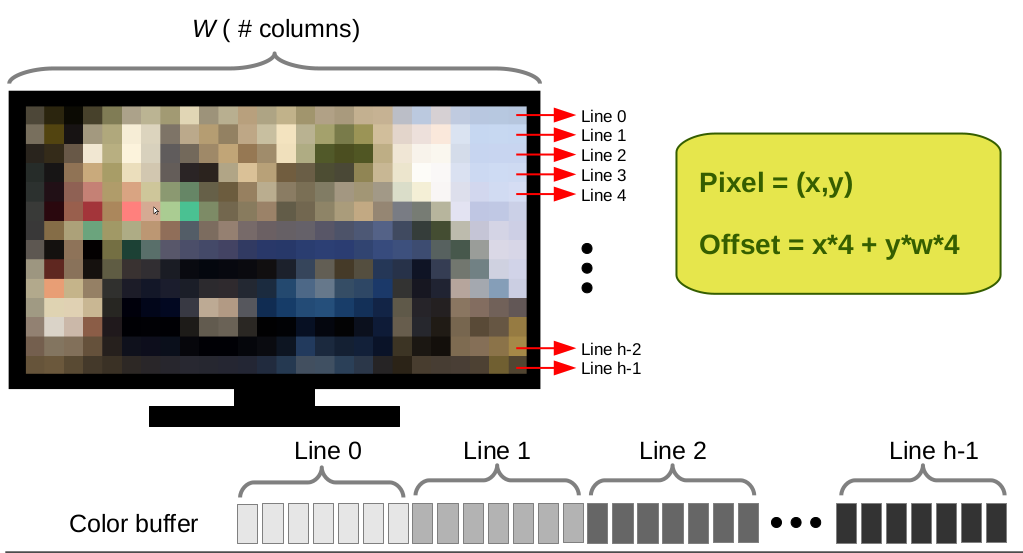 W ( # columns)
Line 0
Line 1
Line 2
Line 3
Line 4
Pixel = (x,y)
Offset = x*4 + y*w*4
Line h-2
Line h-1
Line 0
Line 1
Line 2
Line h-1
Color buffer